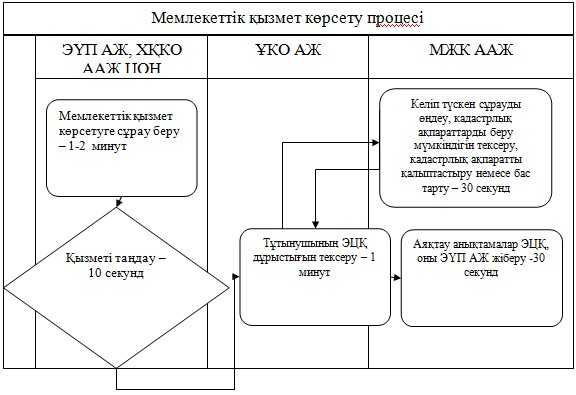 Мемлекеттік қызмет көрсету процесі
ЭҮП АЖ, ХҚКО
ААЖ ЦОН
ҰКО АЖ
МЖК ААЖ
Мемлекеттік қызмет
көрсетуге сұрау беру
– 1-2 минут
Келіп түскен сұрауды
өңдеу, кадастрлық
ақпараттарды беру
мүмкіндігін тексеру,
кадастрлық ақпаратты
қалыптастыру немесе бас
тарту – 30 секунд
Қызметі таңдау –
10 секунд
Тұтынушының ЭЦҚ
дұрыстығын тексеру – 1
минут
Аяқтау анықтамалар ЭЦҚ,
оны ЭҮП АЖ жіберу -30
секунд